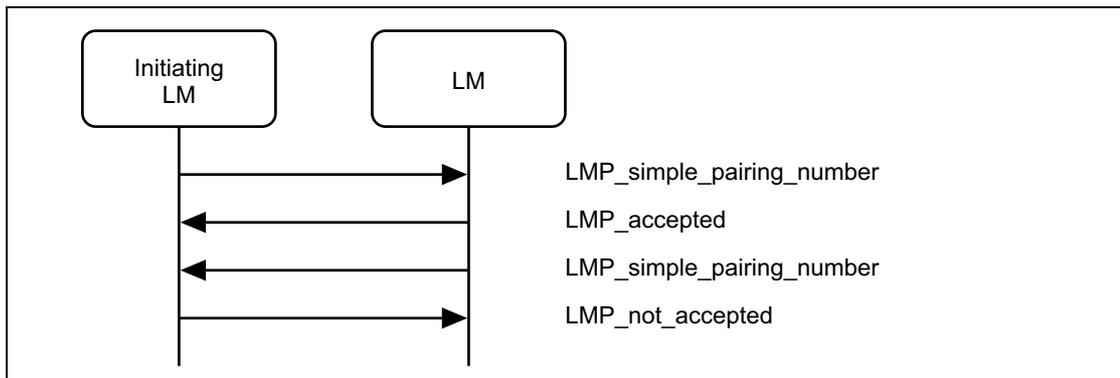 Initiating
LM
LM
LMP_simple_pairing_number
LMP_accepted
LMP_simple_pairing_number
LMP_not_accepted